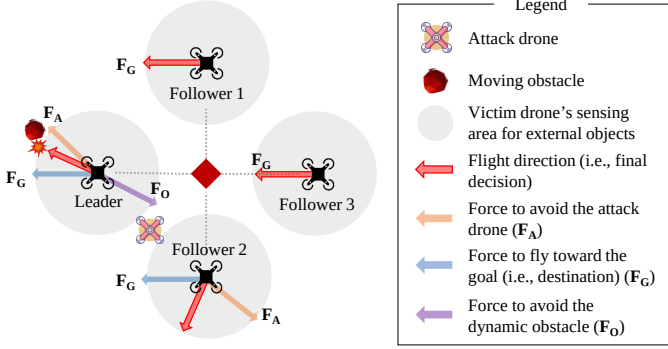 F_G
Follower 1
F_A
F_G
Leader
F_O
F_G
Follower 3
Follower 2
F_G
F_A
Legend
Attack drone
Moving obstacle
Victim drone's sensing
area for external objects
Flight direction (i.e., final
decision)
Force to avoid the attack
drone (F_A)
Force to fly toward the
goal (i.e., destination) (F_G)
Force to avoid the
dynamic obstacle (F_O)